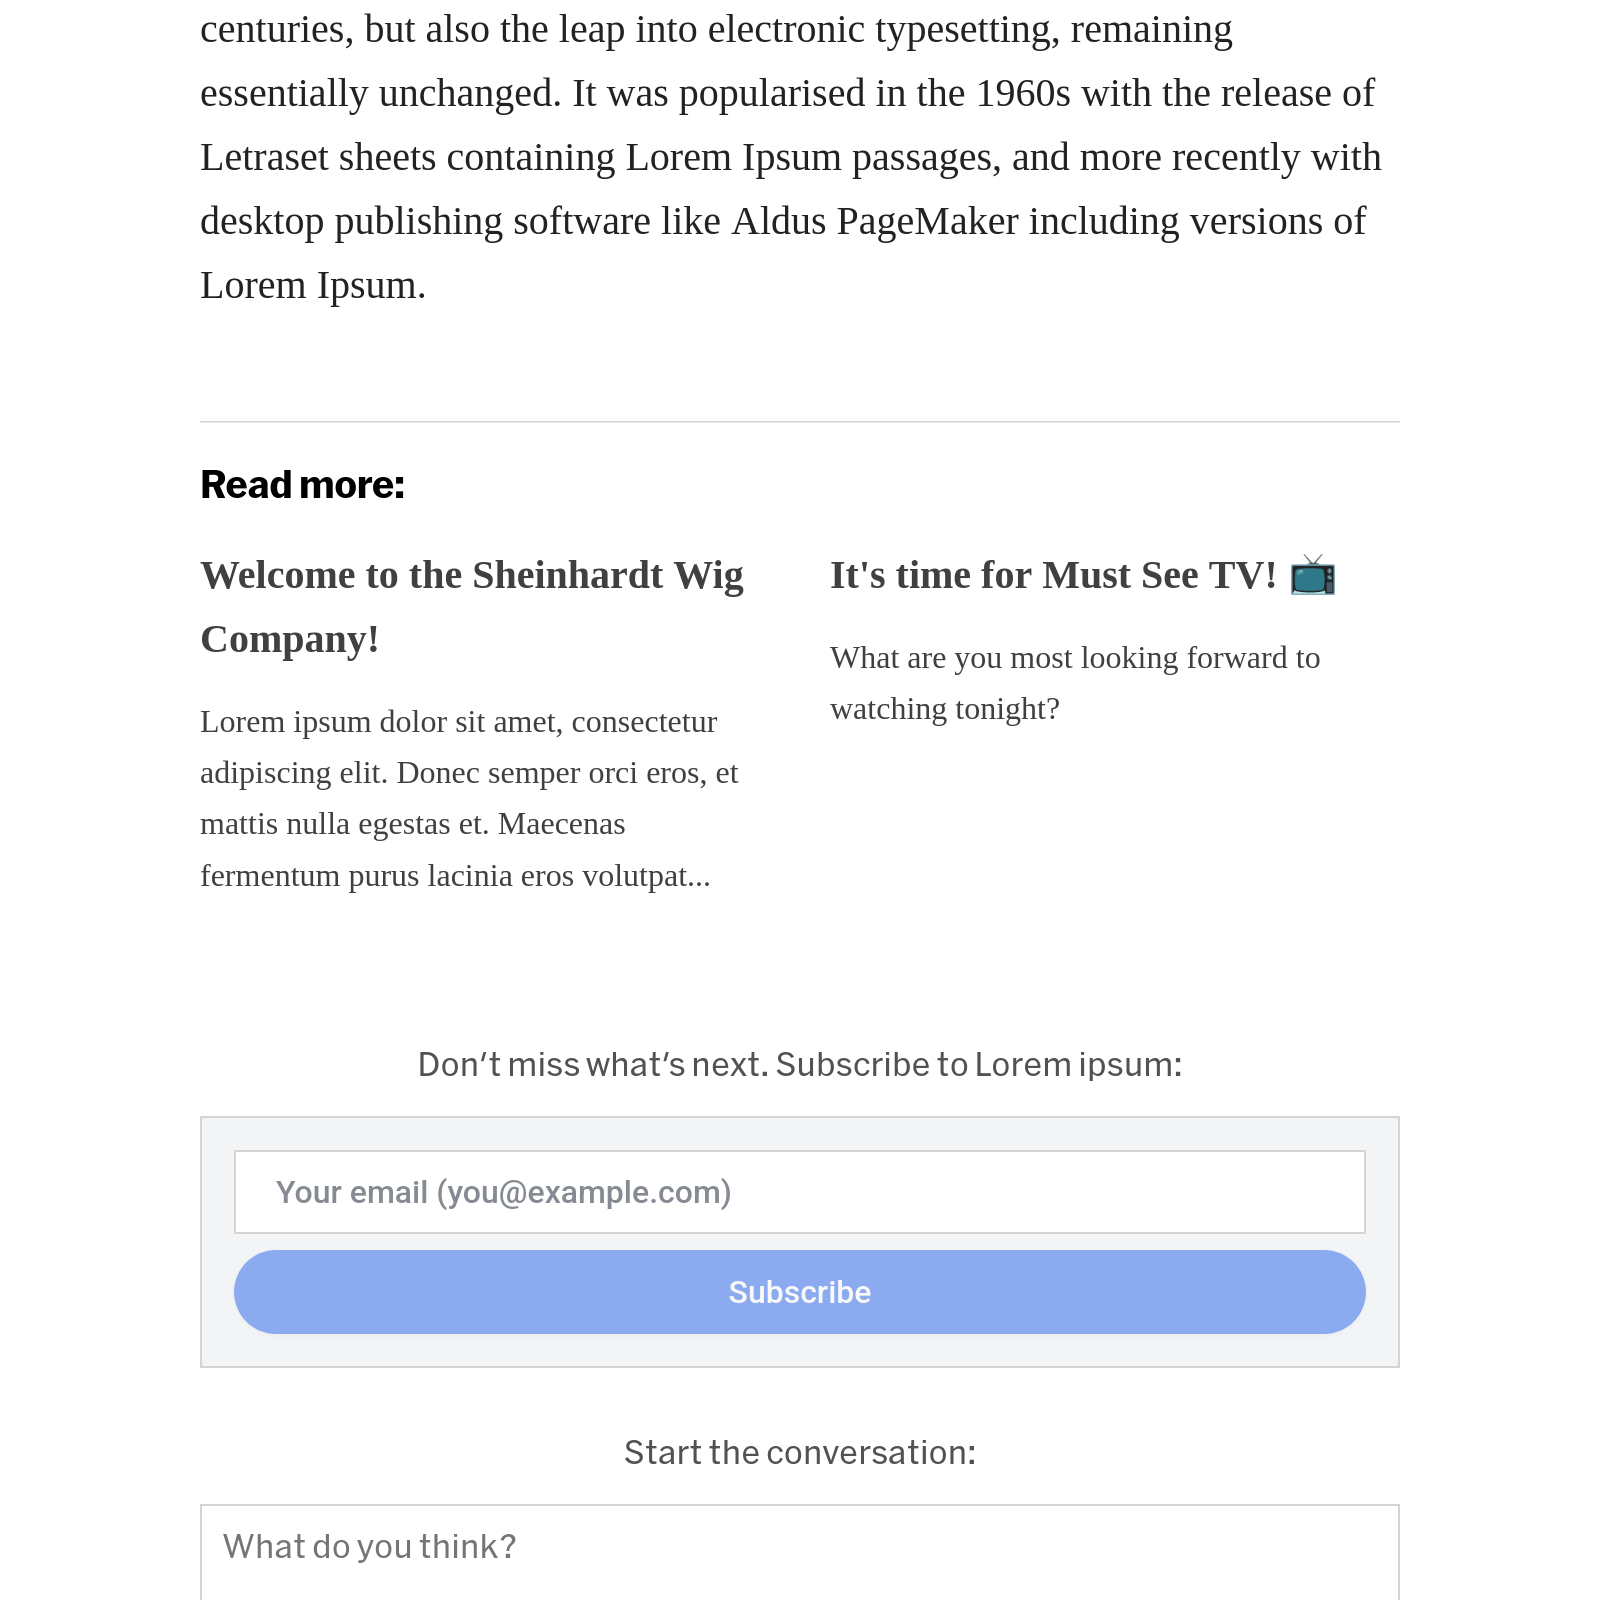 centuries, but also the leap into electronic typesetting, remaining
essentially unchanged. It was popularised in the 1960s with the release of
Letraset sheets containing Lorem Ipsum passages, and more recently with
desktop publishing software like Aldus PageMaker including versions of
Lorem Ipsum.
Read more:
Welcome to the Sheinhardt Wig
Company!
Lorem ipsum dolor sit amet, consectetur
adipiscing elit. Donec semper orci eros, et
mattis nulla egestas et. Maecenas
fermentum purus lacinia eros volutpat...
It's time for Must See TV! 📺
What are you most looking forward to
watching tonight?
Don't miss what's next. Subscribe to Lorem ipsum:
Your email (you@example.com)
Subscribe
Start the conversation:
What do you think?